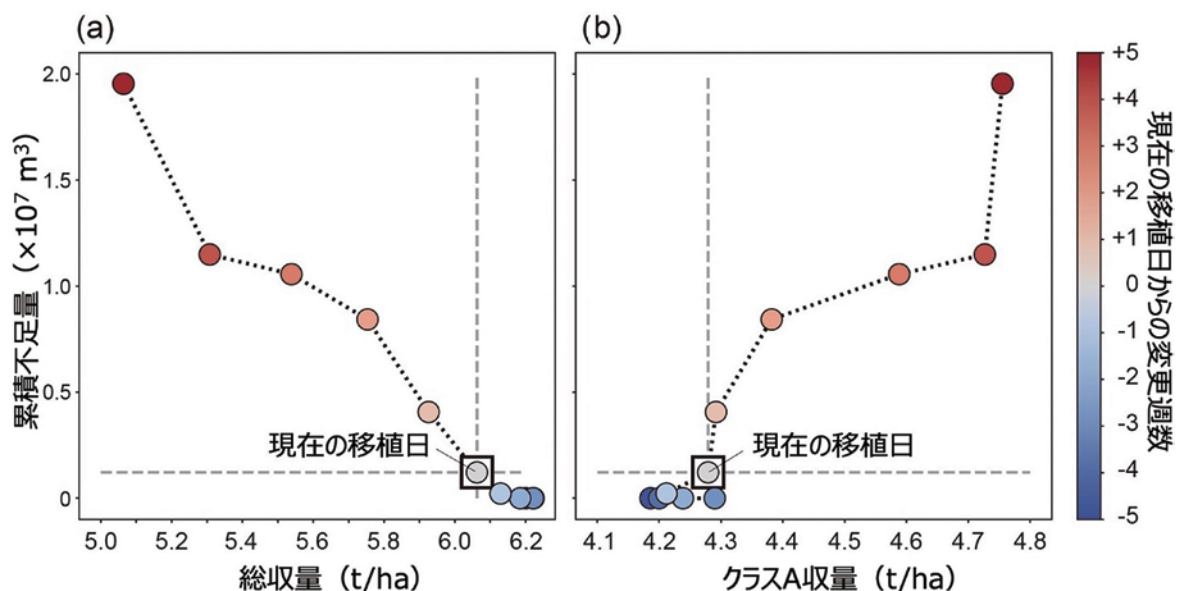 (a)
(b)
累積不足量 (×10⁷ m³)
2.0
1.5
1.0
0.5
0
現在の移植日
5.0 5.2 5.4 5.6 5.8 6.0 6.2
総収量 (t/ha)
現在の移植日
4.1 4.2 4.3 4.4 4.5 4.6 4.7 4.8
クラスA収量 (t/ha)
+5
+4
+3
+2
+1
0
-1
-2
-3
-4
-5
現在の移植日からの変更週数